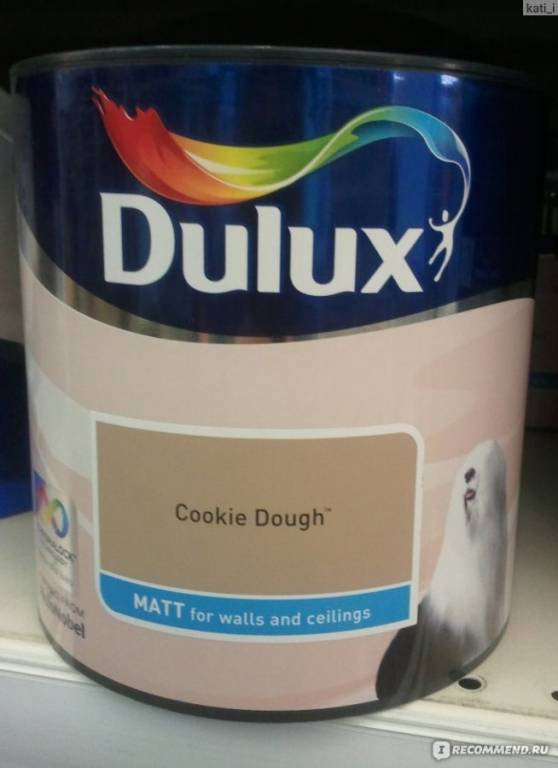 kati_i
Dulux
Cookie Dough™
MATT for walls and ceilings
I RECOMMEND.RU